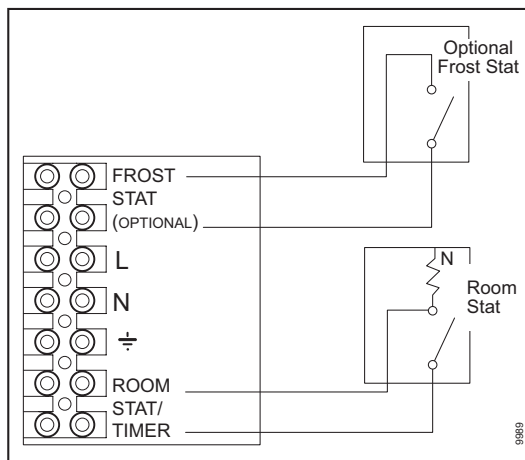 Optional
Frost Stat
FROST
STAT
(OPTIONAL)
L
N
ROOM
STAT/
TIMER
N
Room
Stat
9989